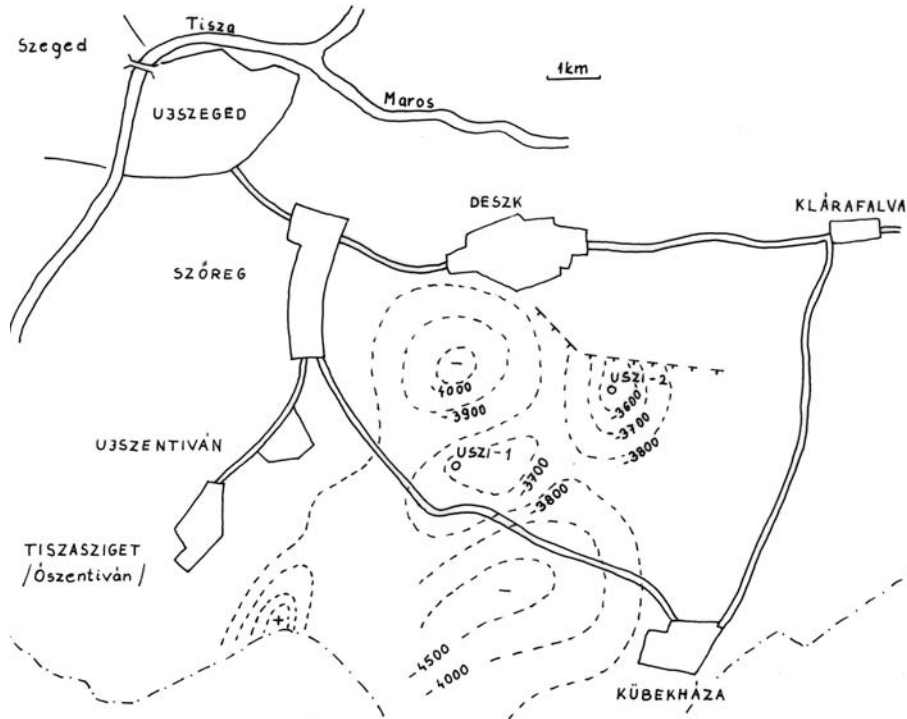 Szeged
Tisza
1km
UJSZEGED
Maros
DESZK
KLÁRAFALVA
SZŐREG
4000
-3900
USZI-2
-3600
-3700
-3800
UJSZENTIVÁN
USZI-1
-3700
-3800
TISZASZIGET
/Ószentiván/
-4500
-4000
KÜBEKHÁZA